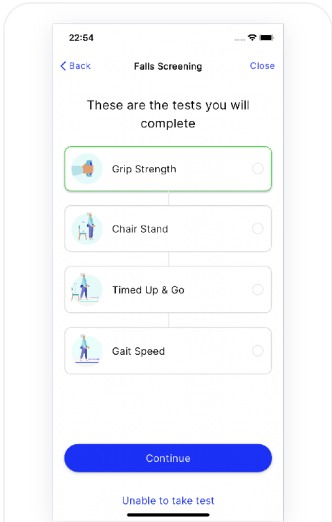 22:54
Back
Falls Screening
Close
These are the tests you will
complete
Grip Strength
Chair Stand
Timed Up & Go
Gait Speed
Continue
Unable to take test